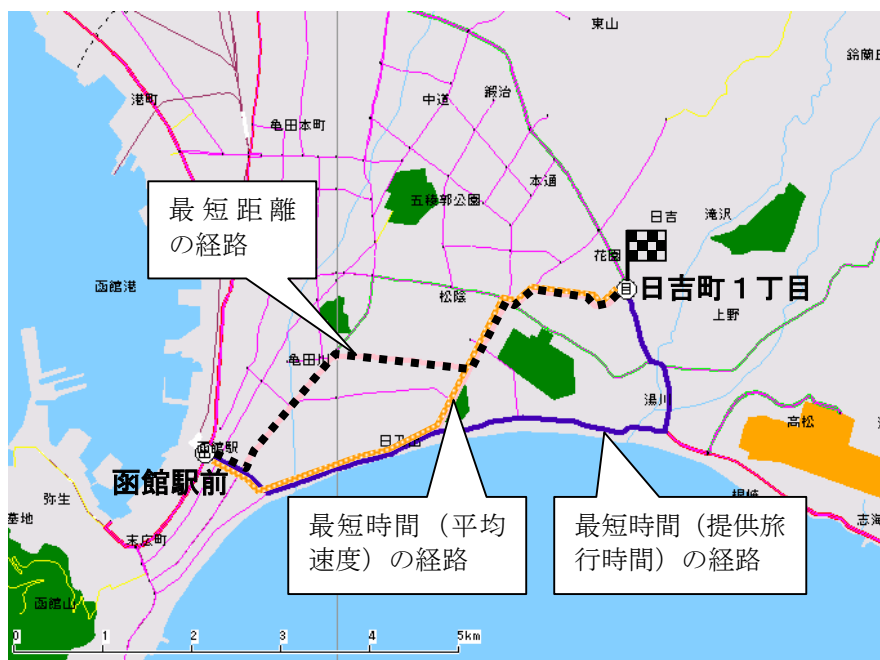 東山
鈴蘭丘
港町
中道
鍛治
亀田本町
本通
最短距離
の経路
五稜郭公園
日吉
滝沢
花園
函館港
目
日吉町1丁目
松陰
上野
亀田川
湯川
高松
函館駅
出
函館駅前
弥生
墓地
末広町
最短時間（平均
速度）の経路
最短時間（提供旅
行時間）の経路
志海
函館山
0 1 2 3 4 5km